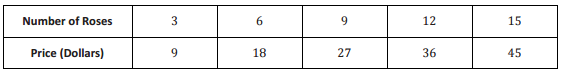 Number of Roses 3 6 9 12 15
Price (Dollars) 9 18 27 36 45